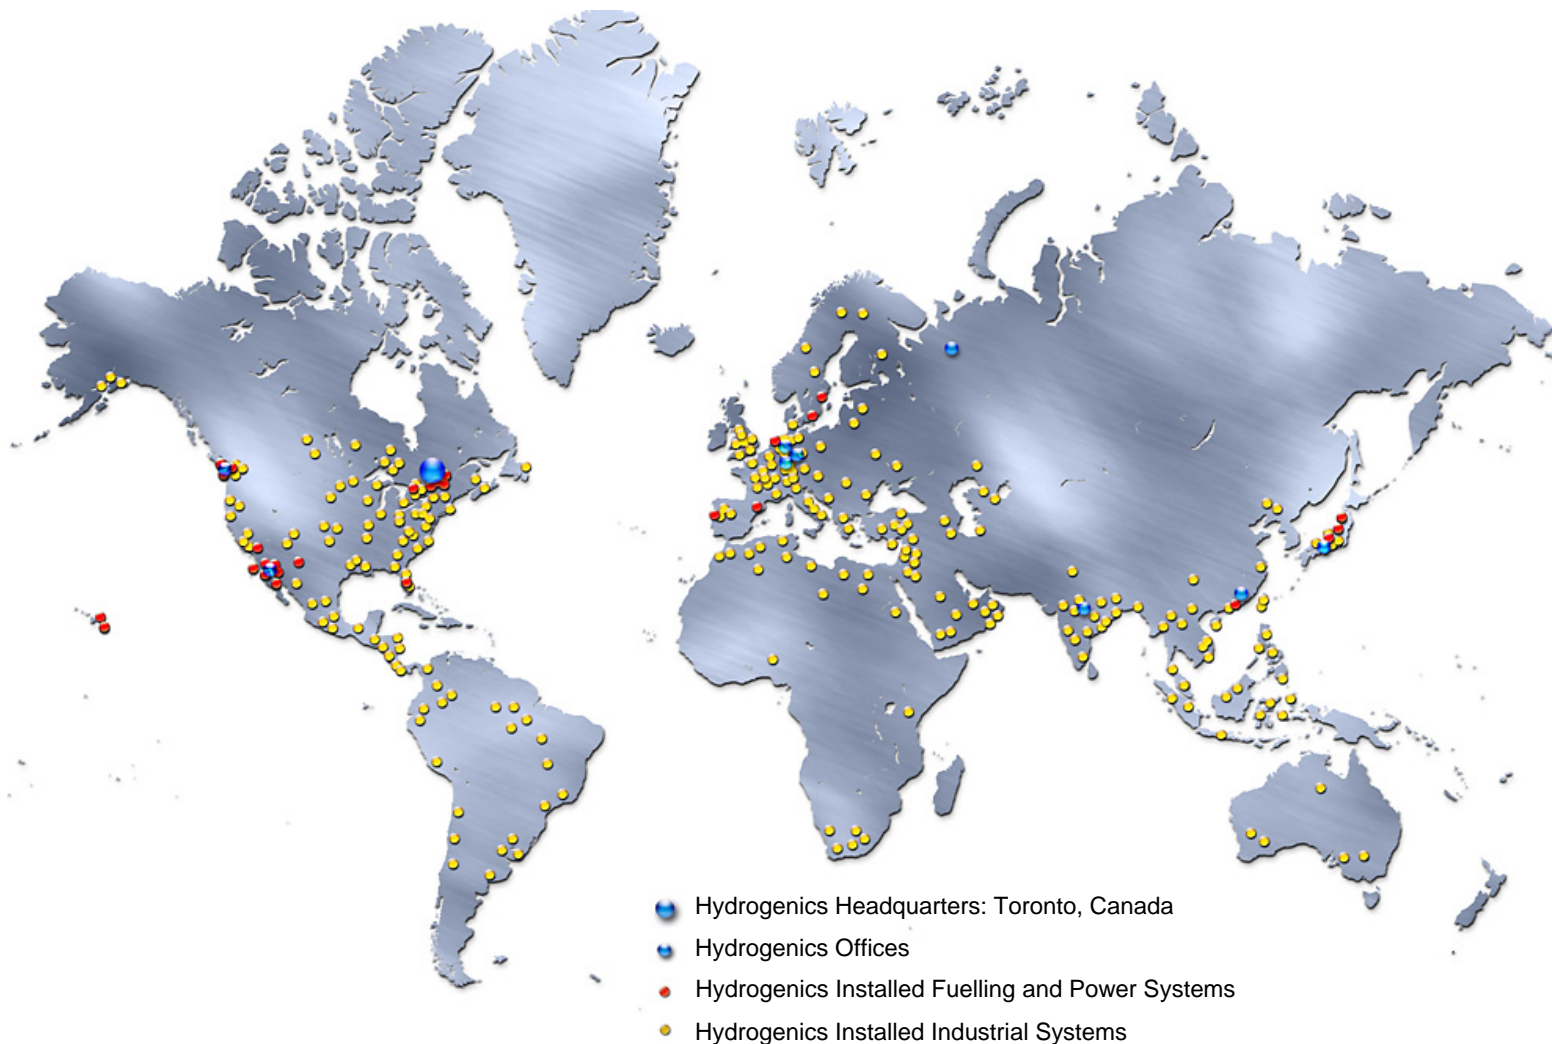 Hydrogenics Headquarters: Toronto, Canada
Hydrogenics Offices
Hydrogenics Installed Fuelling and Power Systems
Hydrogenics Installed Industrial Systems